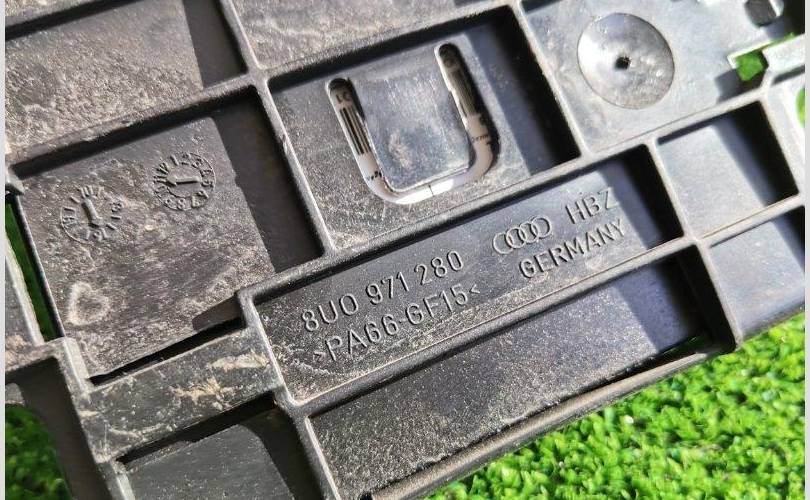 8U0 971 280 HBZ
>PA66-GF15< GERMANY